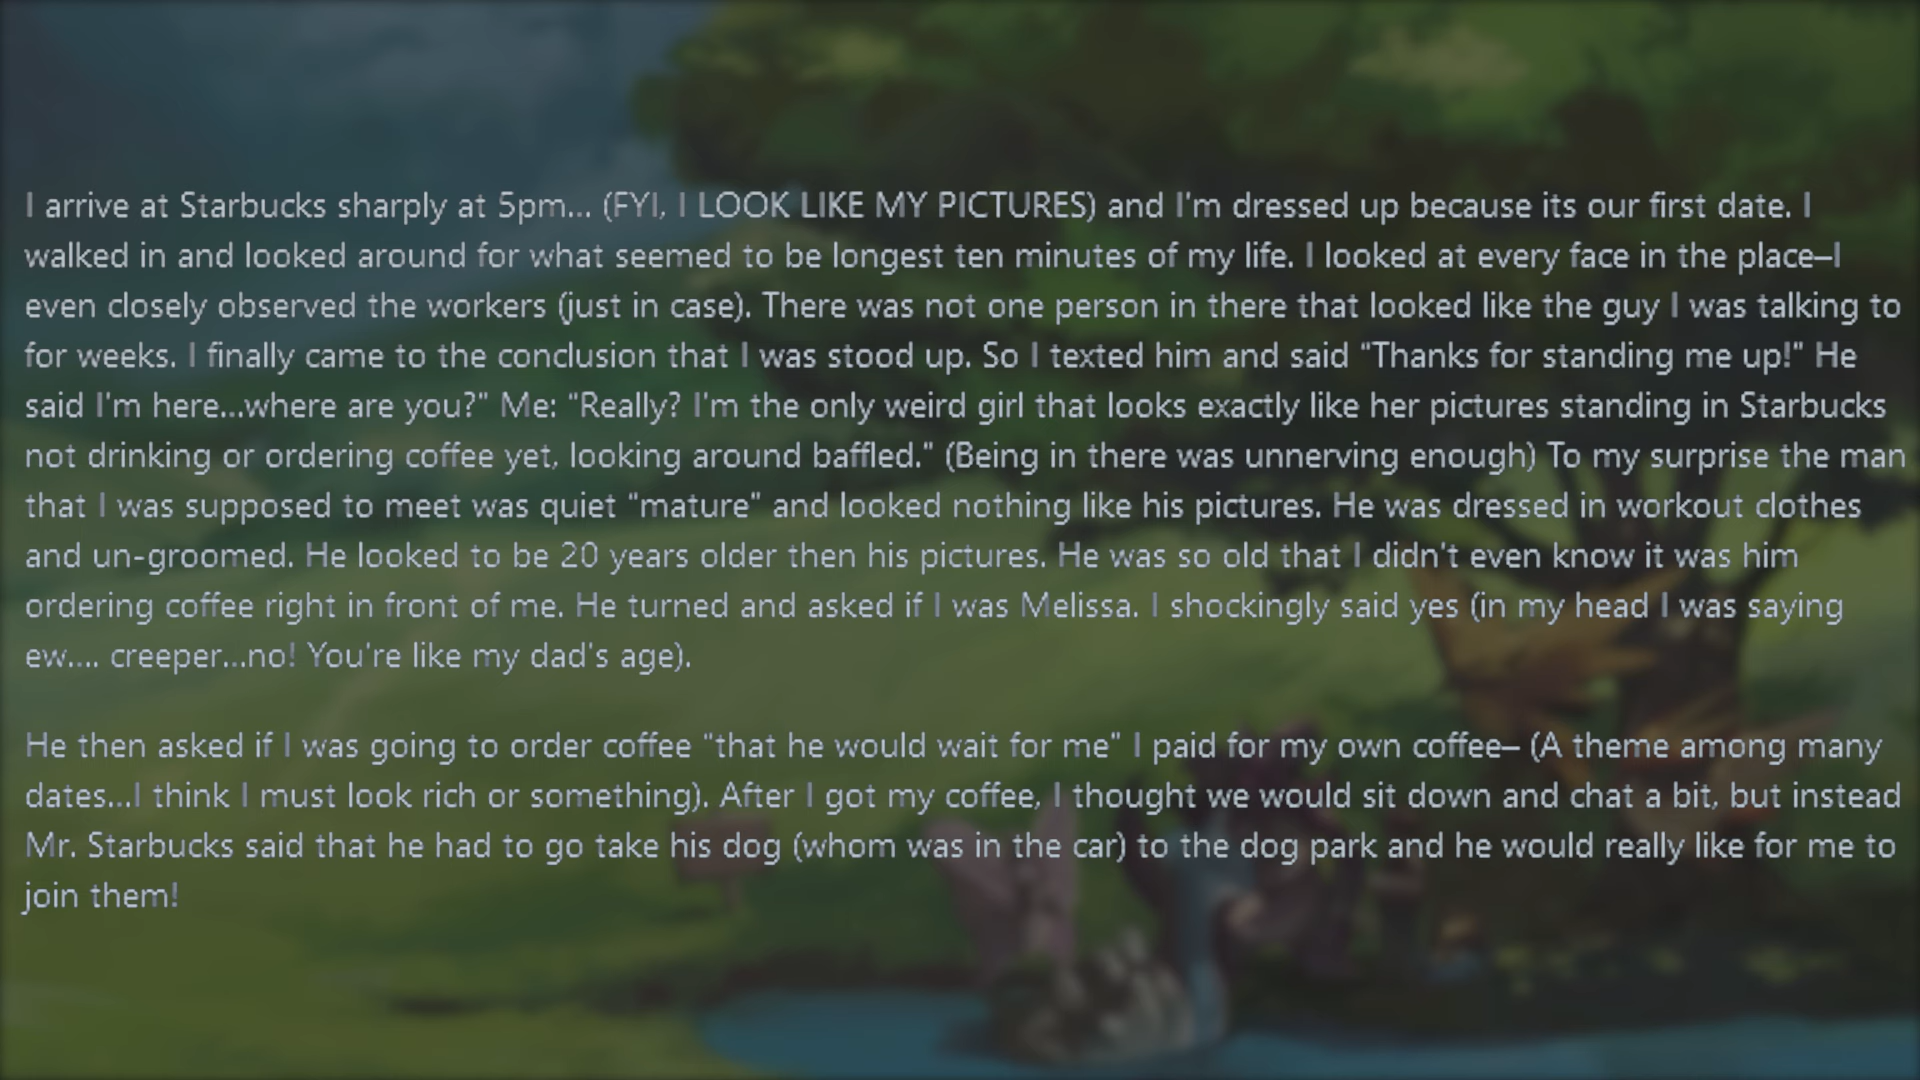 I arrive at Starbucks sharply at 5pm... (FYI, I LOOK LIKE MY PICTURES) and I'm dressed up because its our first date. I
walked in and looked around for what seemed to be longest ten minutes of my life. I looked at every face in the place–I
even closely observed the workers (just in case). There was not one person in there that looked like the guy I was talking to
for weeks. I finally came to the conclusion that I was stood up. So I texted him and said “Thanks for standing me up!” He
said I'm here...where are you?” Me: “Really? I'm the only weird girl that looks exactly like her pictures standing in Starbucks
not drinking or ordering coffee yet, looking around baffled.” (Being in there was unnerving enough) To my surprise the man
that I was supposed to meet was quiet “mature” and looked nothing like his pictures. He was dressed in workout clothes
and un-groomed. He looked to be 20 years older then his pictures. He was so old that I didn't even know it was him
ordering coffee right in front of me. He turned and asked if I was Melissa. I shockingly said yes (in my head I was saying
ew.... creeper...no! You're like my dad's age).
He then asked if I was going to order coffee “that he would wait for me” I paid for my own coffee– (A theme among many
dates...I think I must look rich or something). After I got my coffee, I thought we would sit down and chat a bit, but instead
Mr. Starbucks said that he had to go take his dog (whom was in the car) to the dog park and he would really like for me to
join them!